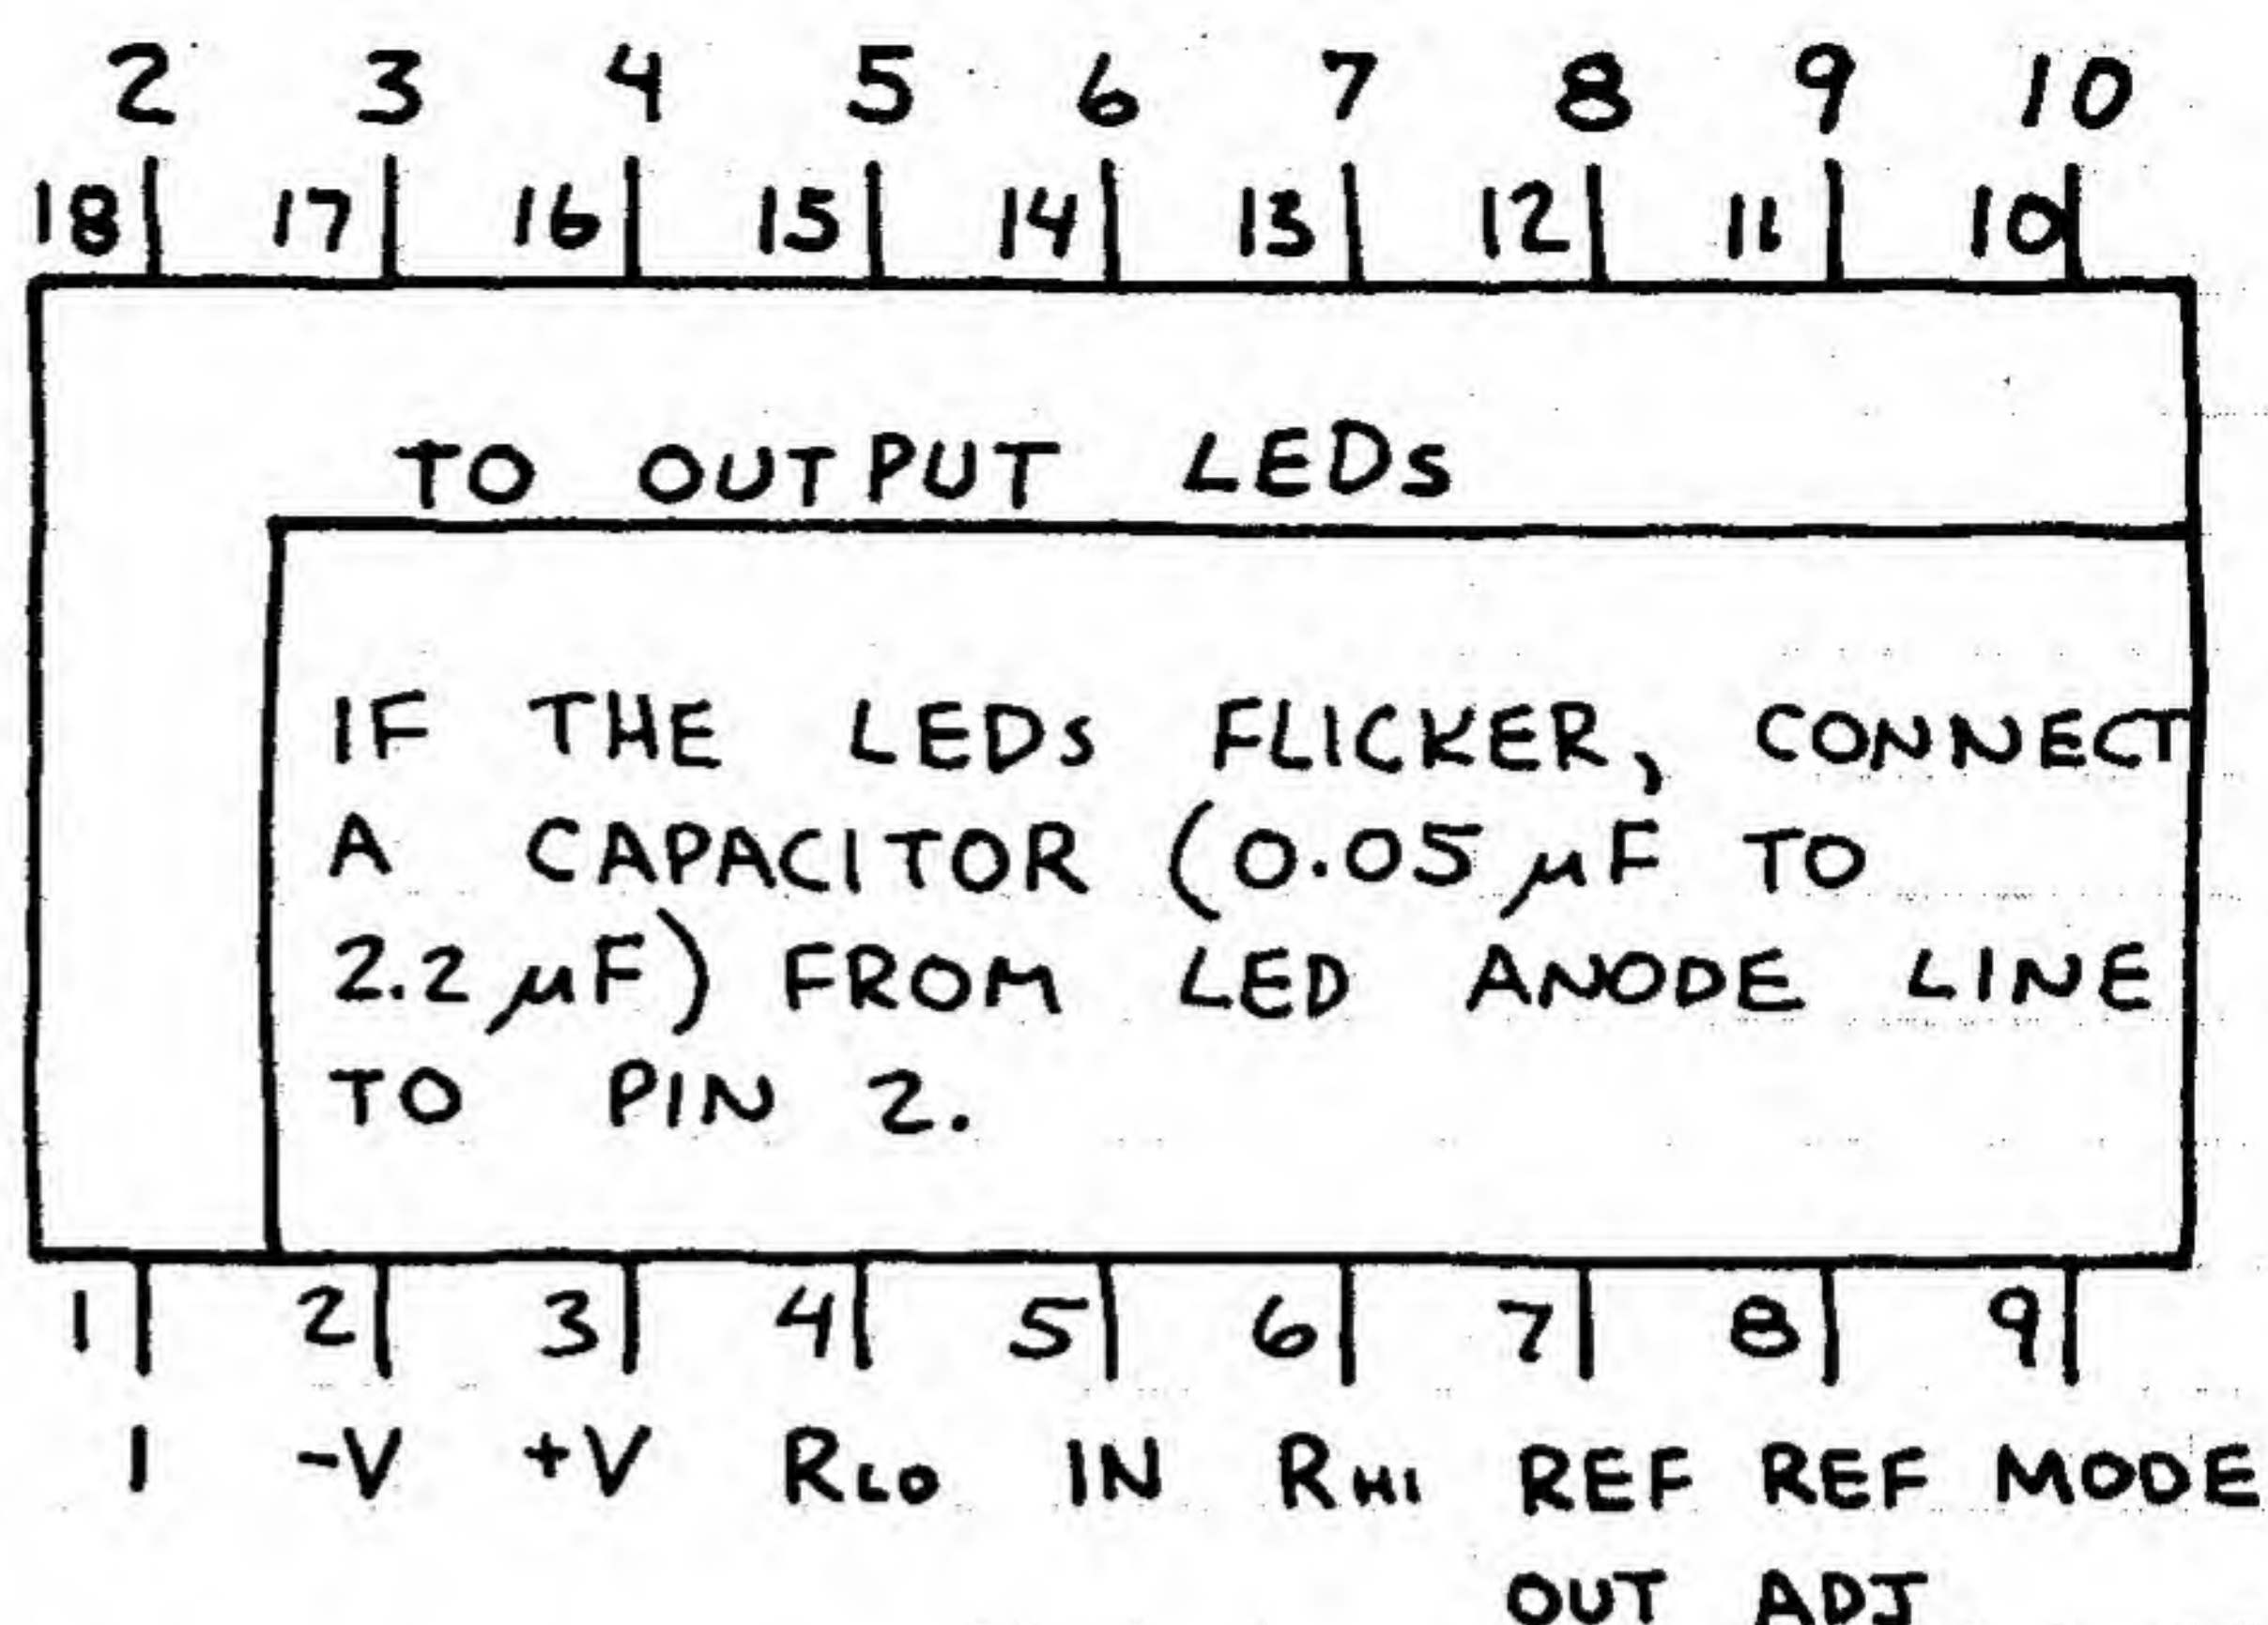 2 3 4 5 6 7 8 9 10
18 17 16 15 14 13 12 11 10
TO OUTPUT LEDs
IF THE LEDs FLICKER, CONNECT
A CAPACITOR (0.05 µF TO
2.2 µF) FROM LED ANODE LINE
TO PIN 2.
1 2 3 4 5 6 7 8 9
1 -V +V RLO IN RHI REF REF MODE
OUT ADJ